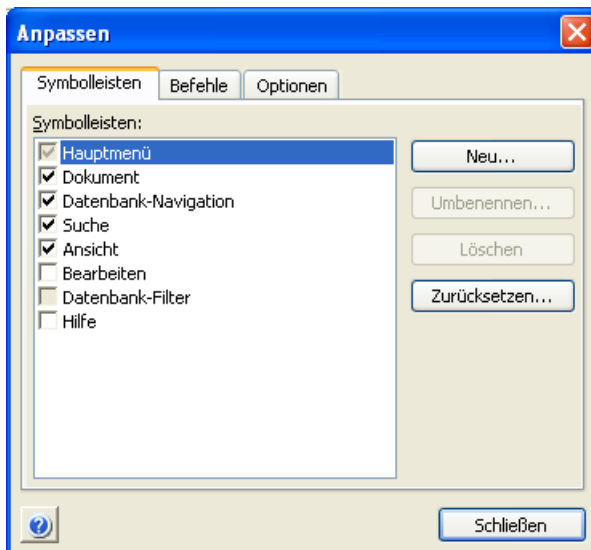 Anpassen
Symbolleisten Befehle Optionen
Symbolleisten:
Hauptmenü
Dokument
Datenbank-Navigation
Suche
Ansicht
Bearbeiten
Datenbank-Filter
Hilfe
Neu...
Umbenennen...
Löschen
Zurücksetzen...
?
Schließen